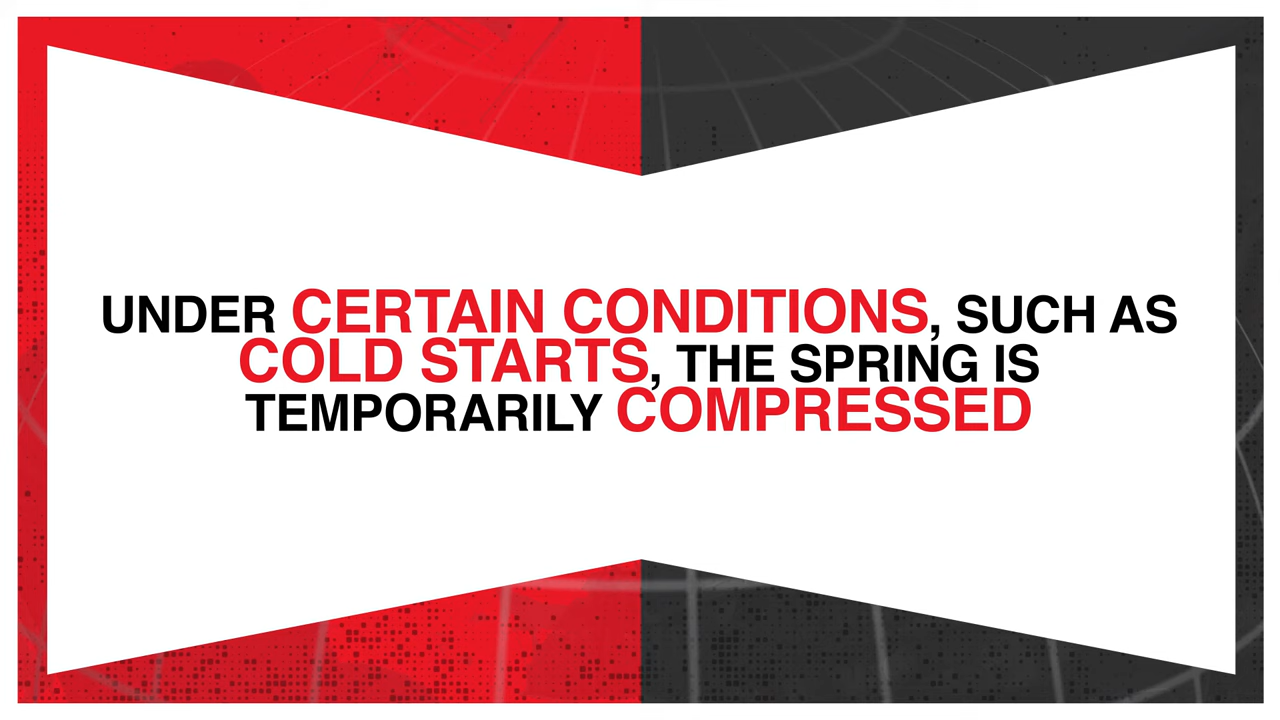 UNDER CERTAIN CONDITIONS, SUCH AS
COLD STARTS, THE SPRING IS
TEMPORARILY COMPRESSED